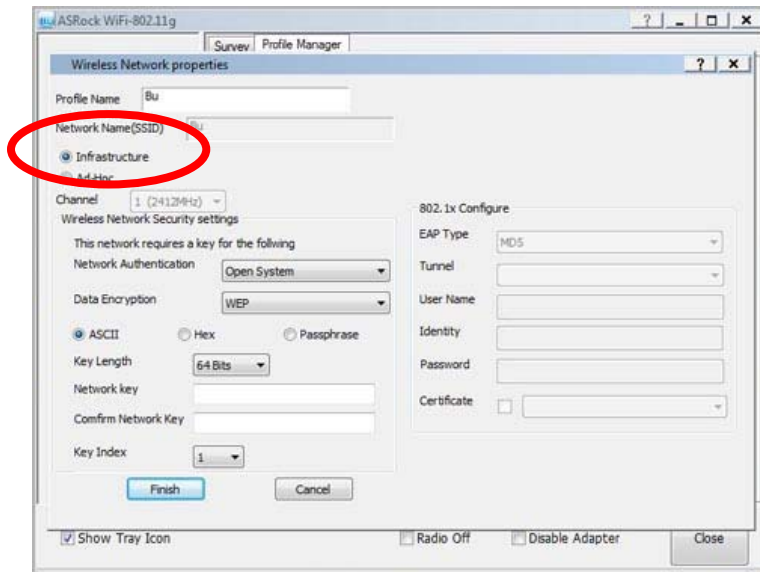 ASRock WiFi-802.11g
Survey Profile Manager
Wireless Network properties
Profile Name Bu
Network Name(SSID) Bu
Infrastructure
Ad-Hoc
Channel 1 (2412MHz)
Wireless Network Security settings
This network requires a key for the follwing
Network Authentication Open System
Data Encryption WEP
ASCII Hex Passphrase
Key Length 64 Bits
Network key
Comfirm Network Key
Key Index 1
Finish Cancel
802.1x Configure
EAP Type MD5
Tunnel
User Name
Identity
Password
Certificate
Show Tray Icon Radio Off Disable Adapter Close